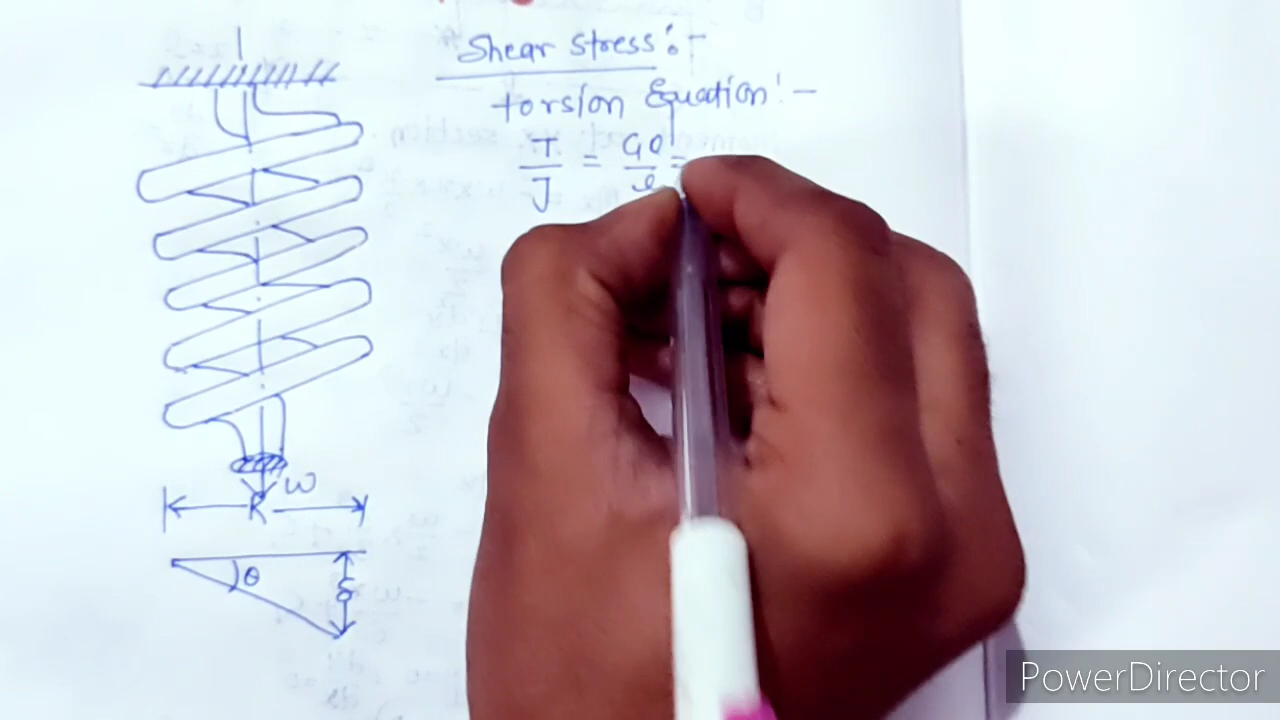 Shear Stress :-
torsion Equation :-
T/J = Gθ/l =
W
R
θ
δ
PowerDirector